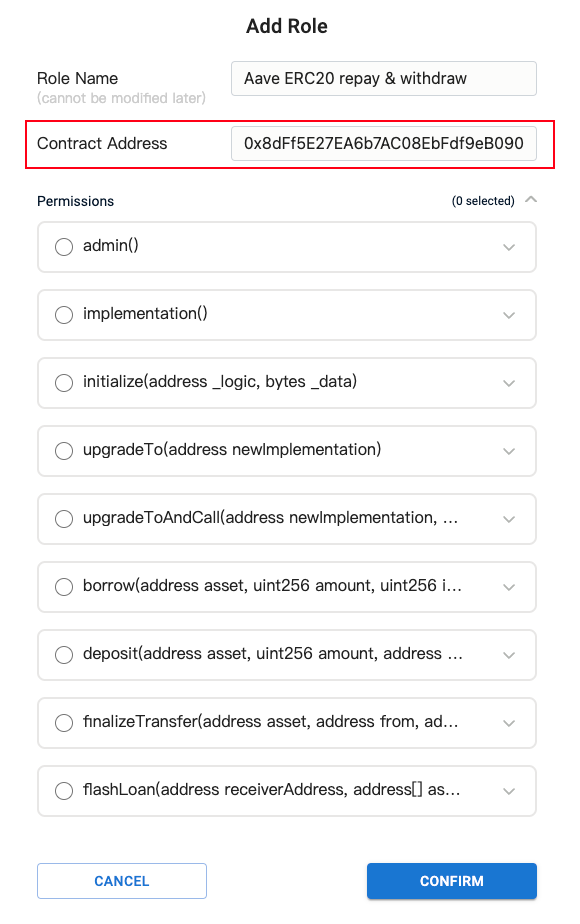 Add Role
Role Name
Aave ERC20 repay & withdraw
(cannot be modified later)
Contract Address
0x8dFf5E27EA6b7AC08EbFdf9eB090
Permissions
(0 selected)
admin()
implementation()
initialize(address _logic, bytes _data)
upgradeTo(address newImplementation)
upgradeToAndCall(address newImplementation, ...
borrow(address asset, uint256 amount, uint256 i...
deposit(address asset, uint256 amount, address ...
finalizeTransfer(address asset, address from, ad...
flashLoan(address receiverAddress, address[] as...
CANCEL
CONFIRM